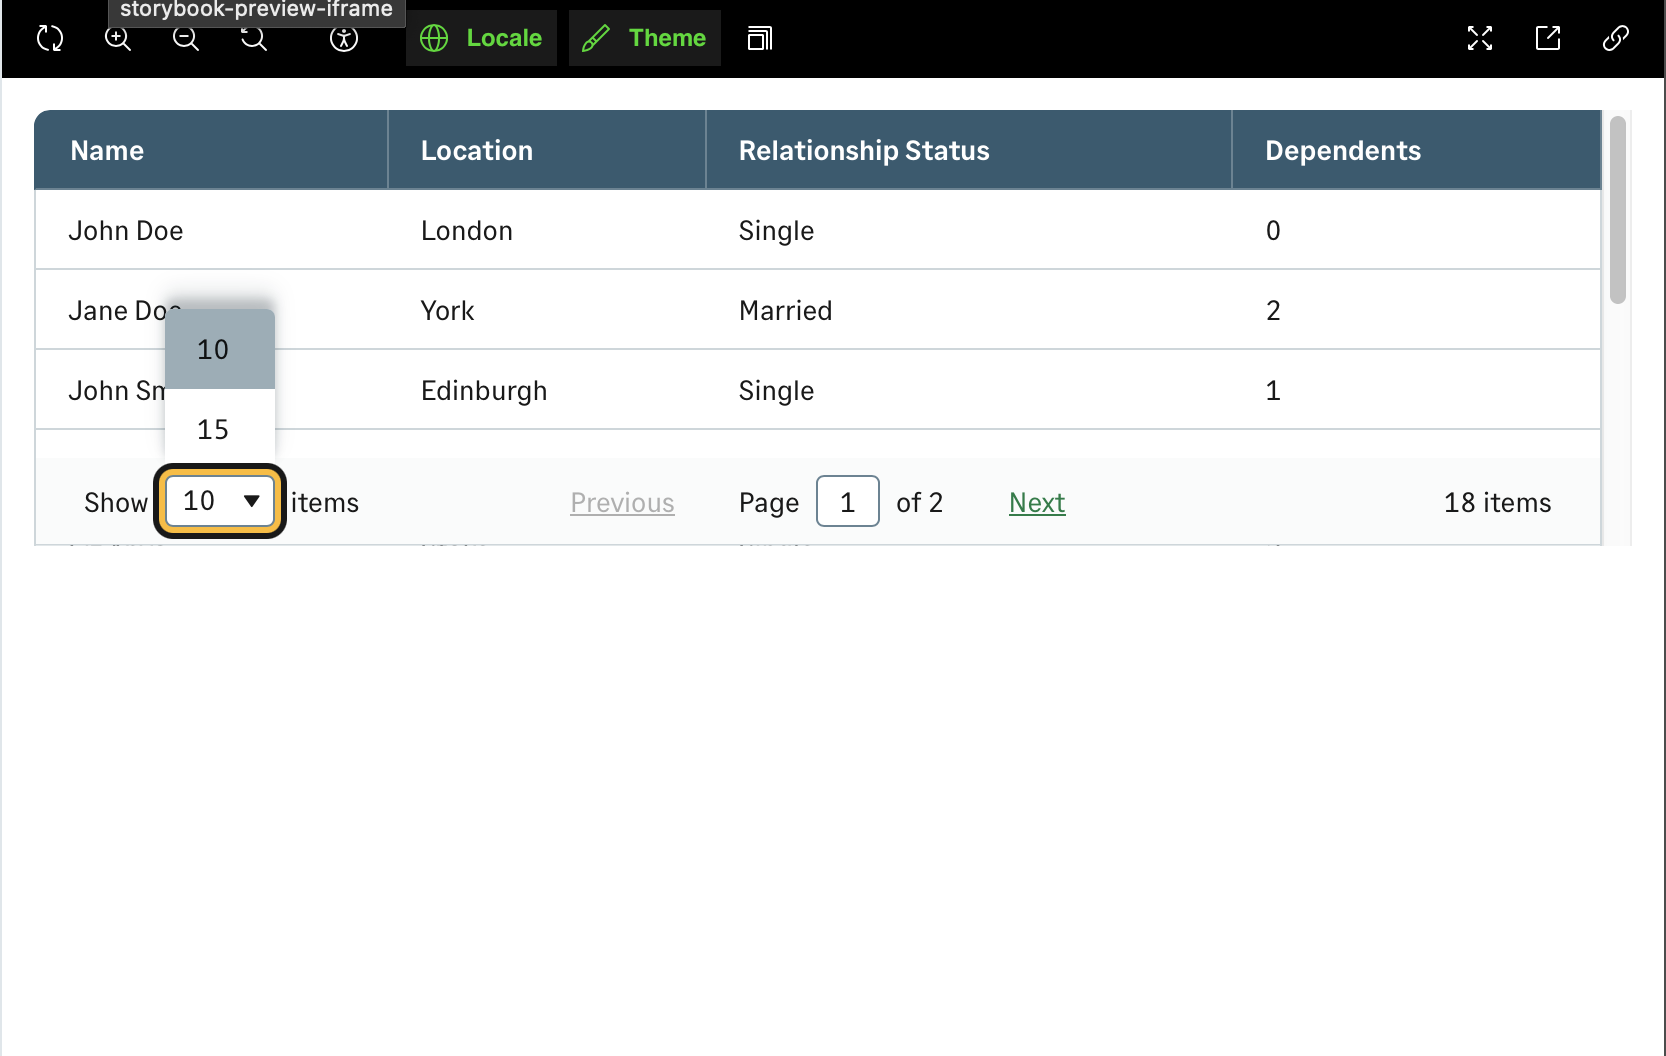 storybook-preview-iframe
Locale Theme
Name Location Relationship Status Dependents
John Doe London Single 0
Jane Do York Married 2
John Sm Edinburgh Single 1
10
15
Show 10 items Previous Page 1 of 2 Next 18 items